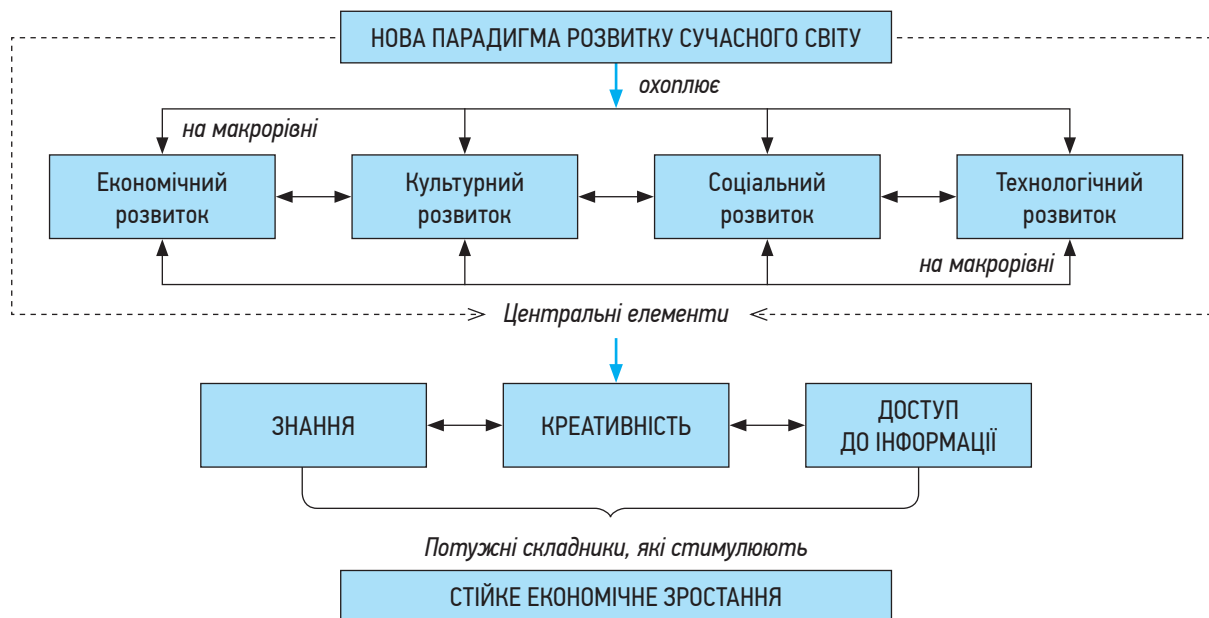 НОВА ПАРАДИГМА РОЗВИТКУ СУЧАСНОГО СВІТУ
охоплює
на макрорівні
Економічний
розвиток
Культурний
розвиток
Соціальний
розвиток
Технологічний
розвиток
на макрорівні
Центральні елементи
ЗНАННЯ
КРЕАТИВНІСТЬ
ДОСТУП
ДО ІНФОРМАЦІЇ
Потужні складники, які стимулюють
СТІЙКЕ ЕКОНОМІЧНЕ ЗРОСТАННЯ